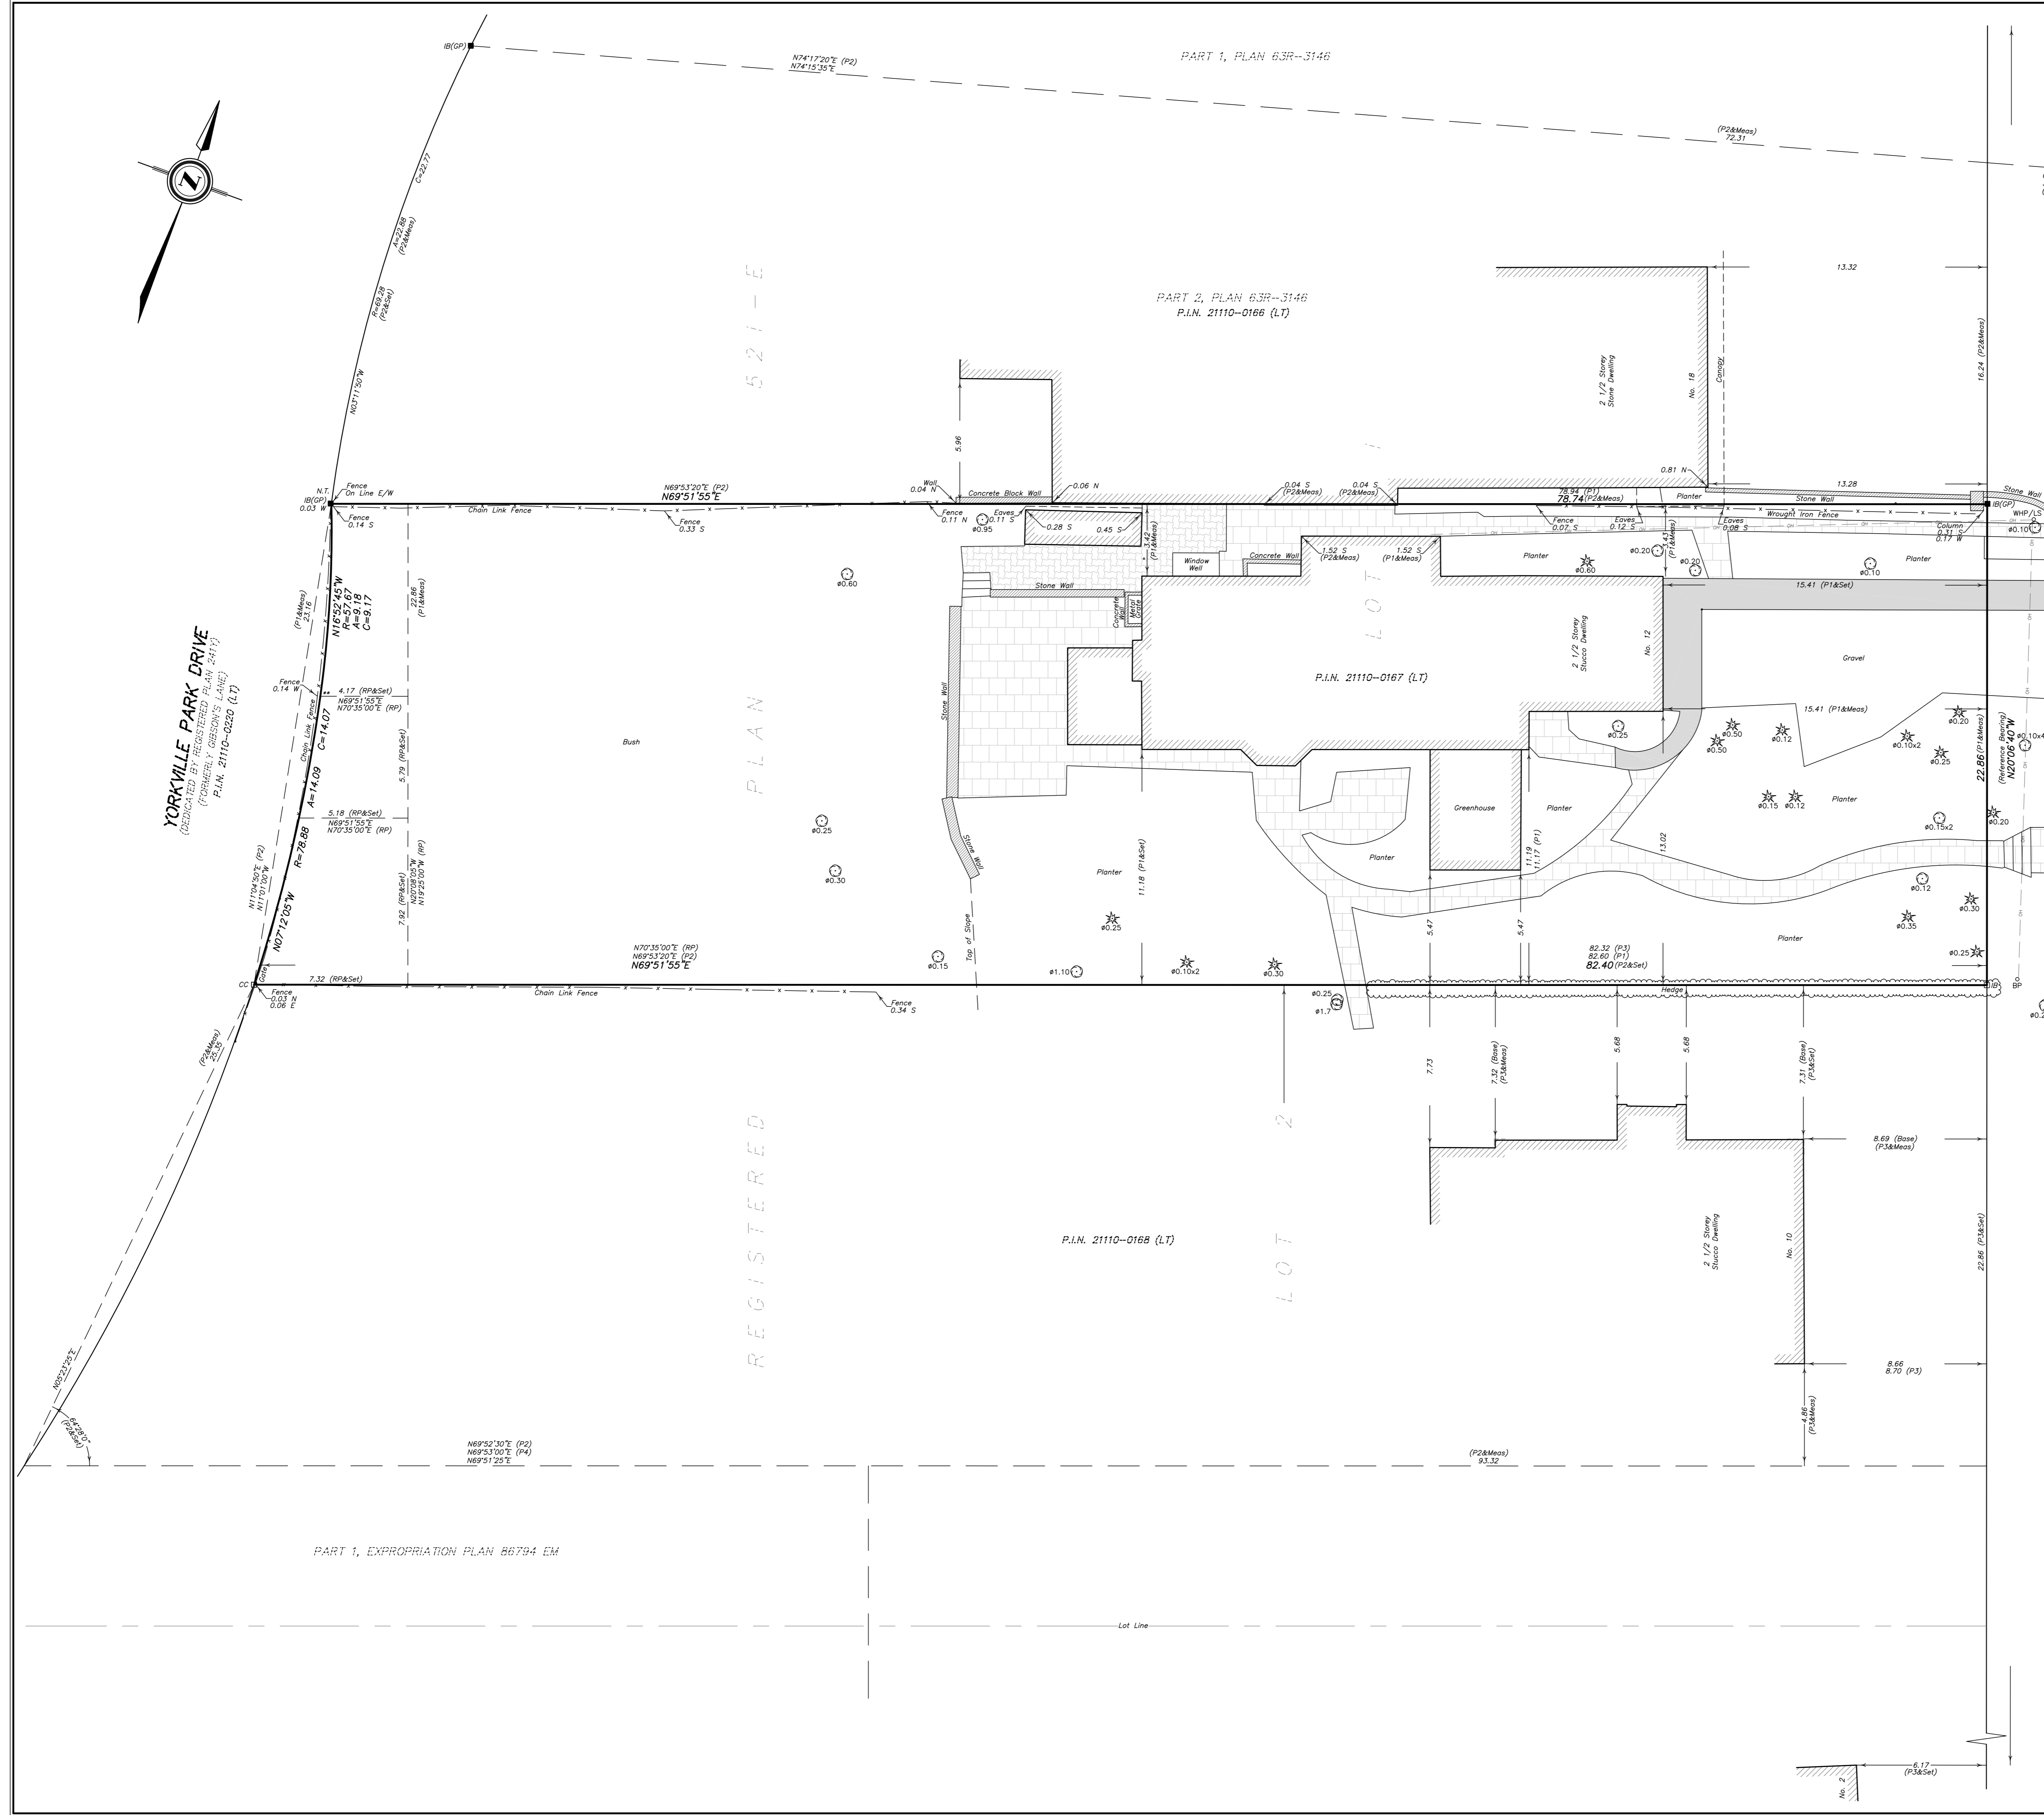 IB(GP)
N74°17'20"E (P2)
N74°15'35"E
PART 1, PLAN 63R-3146
(P2&Meas)
72.31
C=22.77
A=22.88
(P2&Meas)
R=69.28
(P2&Set)
N03°11'50"W
521-E
PART 2, PLAN 63R-3146
P.I.N. 21110-0166 (LT)
13.32
16.24 (P2&Meas)
2 1/2 Storey
Stone Dwelling
No. 18
Canopy
5.96
N.T.
IB(GP)
0.03 W
Fence
On Line E/W
Fence
0.14 S
Chain Link Fence
N69°53'20"E (P2)
N69°51'55"E
Fence
0.33 S
Wall
0.04 N
Concrete Block Wall
0.06 N
Fence
0.11 N
ø0.95
Eaves
0.11 S
0.28 S
0.45 S
3.42
(P1&Meas)
0.04 S
(P2&Meas)
0.04 S
(P2&Meas)
0.81 N
78.94 (P1)
78.74 (P2&Meas)
Planter
13.28
Stone Wall
Stone Wall
Wrought Iron Fence
IB(GP)
WHP/LS
ø0.10
Fence
0.07 S
Eaves
0.12 S
3.43
(P1&Meas)
Eaves
0.08 S
Column
0.31 S
0.17 W
1.52 S
(P2&Meas)
1.52 S
(P1&Meas)
Window
Well
Concrete Wall
Planter
ø0.60
ø0.20
ø0.20
ø0.10
Planter
15.41 (P1&Set)
ø0.60
Stone Wall
Concrete
Wall
Metal
Grate
LOT 1
2 1/2 Storey
Stucco Dwelling
No. 12
Gravel
P.I.N. 21110-0167 (LT)
15.41 (P1&Meas)
(P1&Meas)
23.16
N16°52'45"W
R=57.67
A=9.18
C=9.17
22.86
(P1&Meas)
YORKVILLE PARK DRIVE
(DEDICATED BY REGISTERED PLAN 241Y)
(FORMERLY GIBSON'S LANE)
P.I.N. 21110-0220 (LT)
Fence
0.14 W
**
4.17 (RP&Set)
N69°51'55"E
N70°35'00"E (RP)
Chain Link Fence
C=14.07
A=14.09
R=78.88
5.79 (RP&Set)
5.18 (RP&Set)
N69°51'55"E
N70°35'00"E (RP)
Bush
PLAN
Stone Wall
Stone Wall
ø0.25
ø0.30
N11°04'50"E (P2)
N11°01'00"W
N07°12'05"W
7.92 (RP&Set)
N20°08'05"W
N19°25'00"W (RP)
Gate
CC
Fence
0.03 N
0.06 E
7.32 (RP&Set)
Chain Link Fence
N70°35'00"E (RP)
N69°53'20"E (P2)
N69°51'55"E
Fence
0.34 S
ø0.15
Top of Slope
ø1.10
Planter
ø0.25
11.18 (P1&Set)
ø0.10x2
ø0.30
Planter
Greenhouse
Planter
11.19
11.17 (P1)
ø0.25
13.02
ø0.50
ø0.50
ø0.12
ø0.15
ø0.12
Planter
ø0.10x2
ø0.25
ø0.20
22.86 (P1&Meas)
(Reference Bearing)
N20°06'40"W
ø0.10x4
ø0.15x2
ø0.20
ø0.12
ø0.30
ø0.35
Planter
ø0.25
5.47
5.47
82.32 (P3)
82.60 (P1)
82.40 (P2&Set)
ø0.25
ø1.7
Hedge
IB
BP
(P2&Meas)
25.35
7.73
7.32 (Base)
(P3&Meas)
5.68
5.68
7.31 (Base)
(P3&Set)
8.69 (Base)
(P3&Meas)
REGISTERED
LOT 2
P.I.N. 21110-0168 (LT)
2 1/2 Storey
Stucco Dwelling
No. 10
22.86 (P3&Set)
N05°23'25"E
8.66
8.70 (P3)
4.86
(P3&Meas)
64°28'0"
(P2&Set)
N69°52'30"E (P2)
N69°53'00"E (P4)
N69°51'25"E
(P2&Meas)
93.32
PART 1, EXPROPRIATION PLAN 86794 EM
Lot Line
6.17
(P3&Set)
No. 2